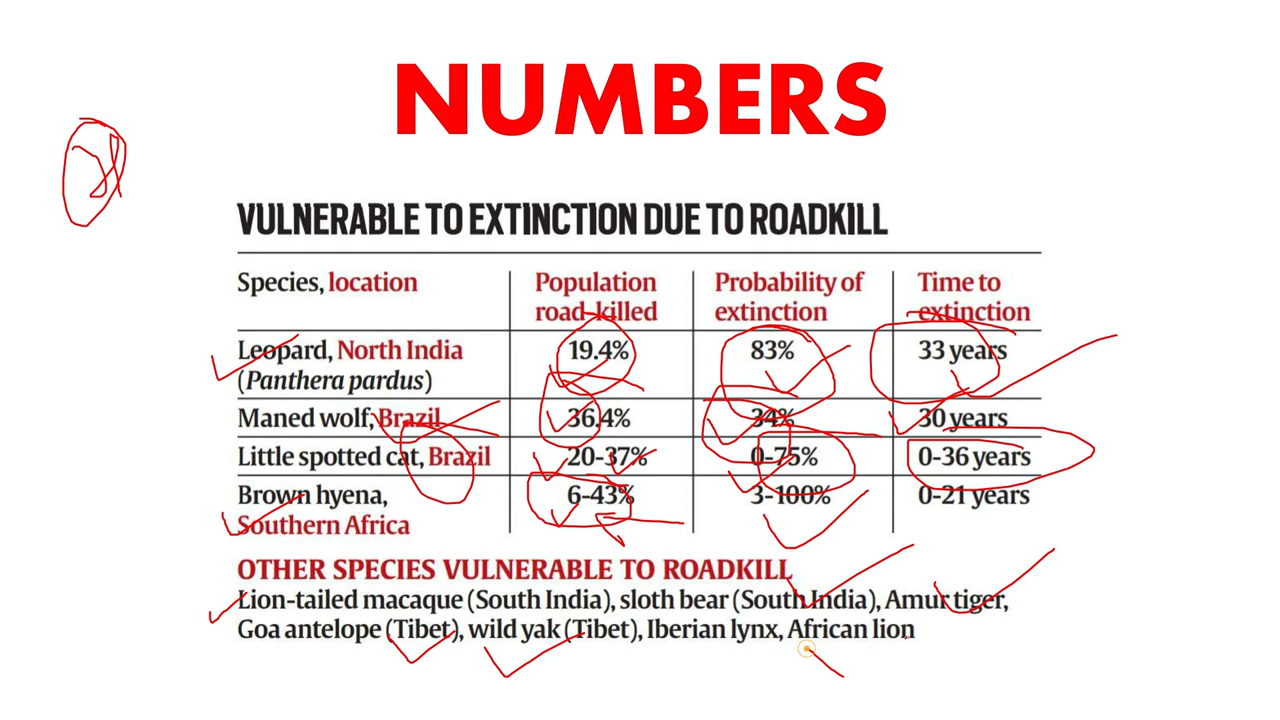 NUMBERS
VULNERABLE TO EXTINCTION DUE TO ROADKILL
Species, location Population road-killed Probability of extinction Time to extinction
Leopard, North India 19.4% 83% 33 years
(Panthera pardus)
Maned wolf, Brazil 36.4% 34% 30 years
Little spotted cat, Brazil 20-37% 0-75% 0-36 years
Brown hyena, 6-43% 3-100% 0-21 years
Southern Africa
OTHER SPECIES VULNERABLE TO ROADKILL
Lion-tailed macaque (South India), sloth bear (South India), Amur tiger,
Goa antelope (Tibet), wild yak (Tibet), Iberian lynx, African lion